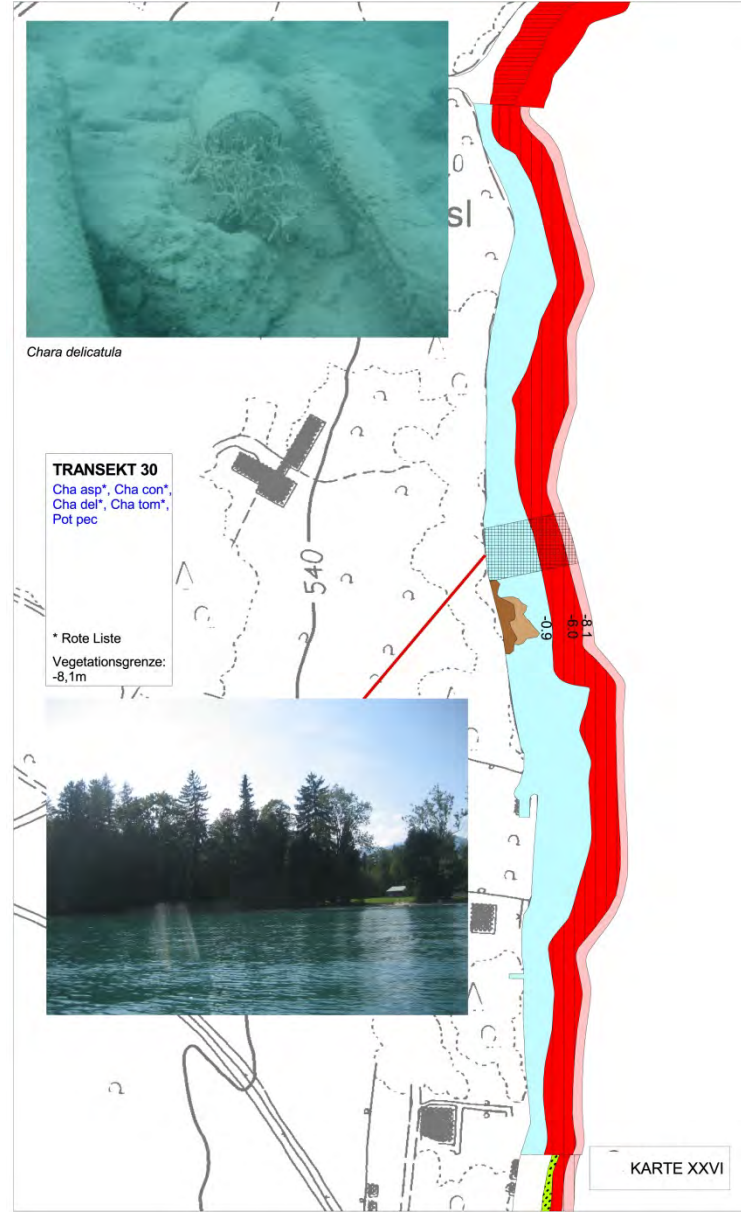 sl
Chara delicatula
TRANSEKT 30
Cha asp*, Cha con*,
Cha del*, Cha tom*,
Pot pec
* Rote Liste
Vegetationsgrenze:
-8,1m
540
-0.9
-6.0
-8.1
KARTE XXVI